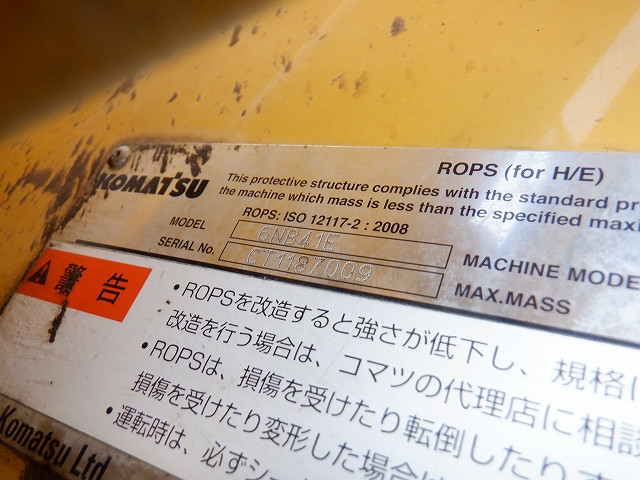 ROPS (for H/E)
KOMATSU
This protective structure complies with the standard
the machine which mass is less than the specified
ROPS: ISO 12117-2 : 2008
MODEL 6NB41E
SERIAL No. CT1187009
MACHINE MODE
MAX.MASS
警告
・ROPSを改造すると強さが低下し、規格
改造を行う場合は、コマツの代理店に相談
・ROPSは、損傷を受けたり転倒したりす
損傷を受けたり変形した場合は
・運転時は、必ずシー
Komatsu Ltd